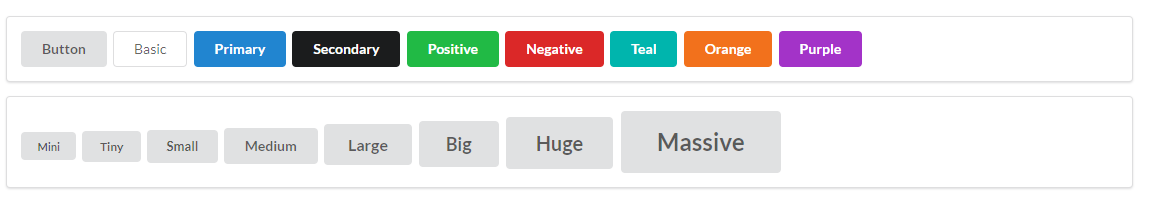 Button Basic Primary Secondary Positive Negative Teal Orange Purple
Mini Tiny Small Medium Large Big Huge Massive